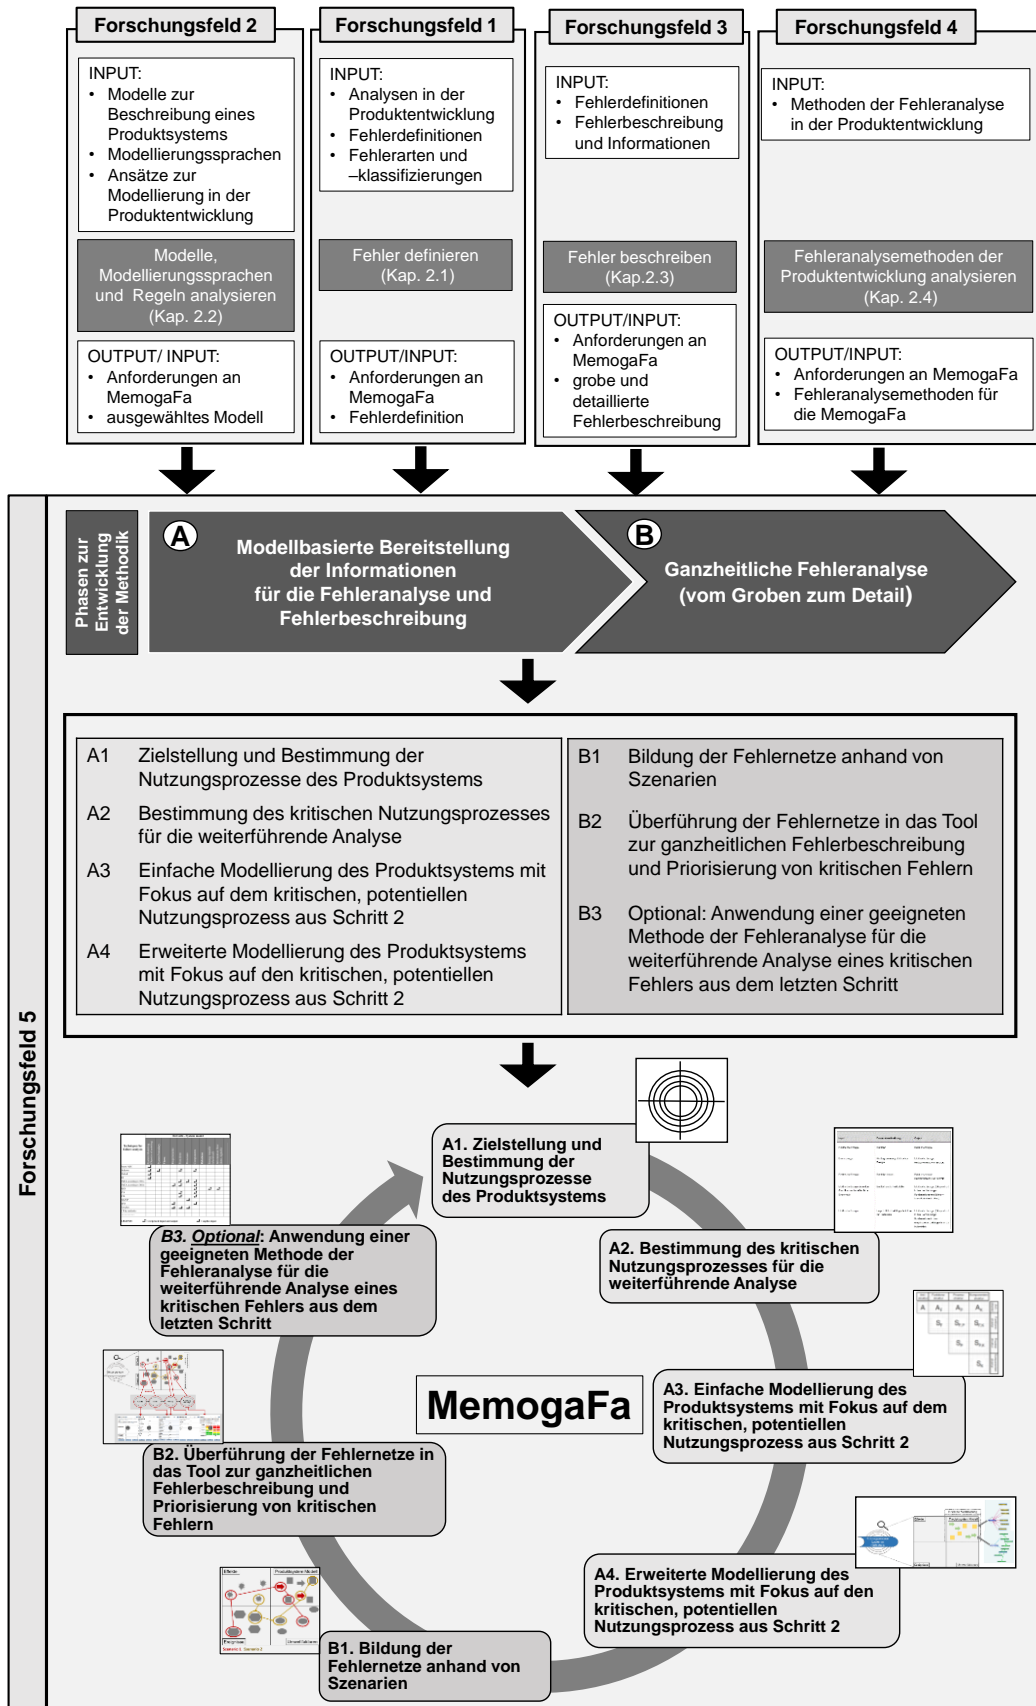 Forschungsfeld 2
INPUT:
• Modelle zur
Beschreibung eines
Produktsystems
• Modellierungssprachen
• Ansätze zur
Modellierung in der
Produktentwicklung
Modelle,
Modellierungssprachen
und Regeln analysieren
(Kap. 2.2)
OUTPUT/ INPUT:
• Anforderungen an
MemogaFa
• ausgewähltes Modell
Forschungsfeld 1
INPUT:
• Analysen in der
Produktentwicklung
• Fehlerdefinitionen
• Fehlerarten und
–klassifizierungen
Fehler definieren
(Kap. 2.1)
OUTPUT/INPUT:
• Anforderungen an
MemogaFa
• Fehlerdefinition
Forschungsfeld 3
INPUT:
• Fehlerdefinitionen
• Fehlerbeschreibung
und Informationen
Fehler beschreiben
(Kap.2.3)
OUTPUT/INPUT:
• Anforderungen an
MemogaFa
• grobe und
detaillierte
Fehlerbeschreibung
Forschungsfeld 4
INPUT:
• Methoden der Fehleranalyse
in der Produktentwicklung
Fehleranalysemethoden der
Produktentwicklung analysieren
(Kap. 2.4)
OUTPUT/INPUT:
• Anforderungen an MemogaFa
• Fehleranalysemethoden für
die MemogaFa
Forschungsfeld 5
Phasen zur
Entwicklung
der Methodik
A
Modellbasierte Bereitstellung
der Informationen
für die Fehleranalyse und
Fehlerbeschreibung
B
Ganzheitliche Fehleranalyse
(vom Groben zum Detail)
A1 Zielstellung und Bestimmung der
Nutzungsprozesse des Produktsystems
A2 Bestimmung des kritischen Nutzungsprozesses
für die weiterführende Analyse
A3 Einfache Modellierung des Produktsystems mit
Fokus auf dem kritischen, potentiellen
Nutzungsprozess aus Schritt 2
A4 Erweiterte Modellierung des Produktsystems
mit Fokus auf den kritischen, potentiellen
Nutzungsprozess aus Schritt 2
B1 Bildung der Fehlernetze anhand von
Szenarien
B2 Überführung der Fehlernetze in das Tool
zur ganzheitlichen Fehlerbeschreibung
und Priorisierung von kritischen Fehlern
B3 Optional: Anwendung einer geeigneten
Methode der Fehleranalyse für die
weiterführende Analyse eines kritischen
Fehlers aus dem letzten Schritt
A1. Zielstellung und
Bestimmung der
Nutzungsprozesse
des Produktsystems
A2. Bestimmung des kritischen
Nutzungsprozesses für die
weiterführende Analyse
A3. Einfache Modellierung des
Produktsystems mit Fokus auf dem
kritischen, potentiellen
Nutzungsprozess aus Schritt 2
A4. Erweiterte Modellierung des
Produktsystems mit Fokus auf den
kritischen, potentiellen
Nutzungsprozess aus Schritt 2
B1. Bildung der
Fehlernetze anhand von
Szenarien
Effekte
Produktsystem-Modell
Ereignisse
B2. Überführung der Fehlernetze in
das Tool zur ganzheitlichen
Fehlerbeschreibung und
Priorisierung von kritischen
Fehlern
B3. Optional: Anwendung einer
geeigneten Methode der
Fehleranalyse für die
weiterführende Analyse eines
kritischen Fehlers aus dem
letzten Schritt
MemogaFa